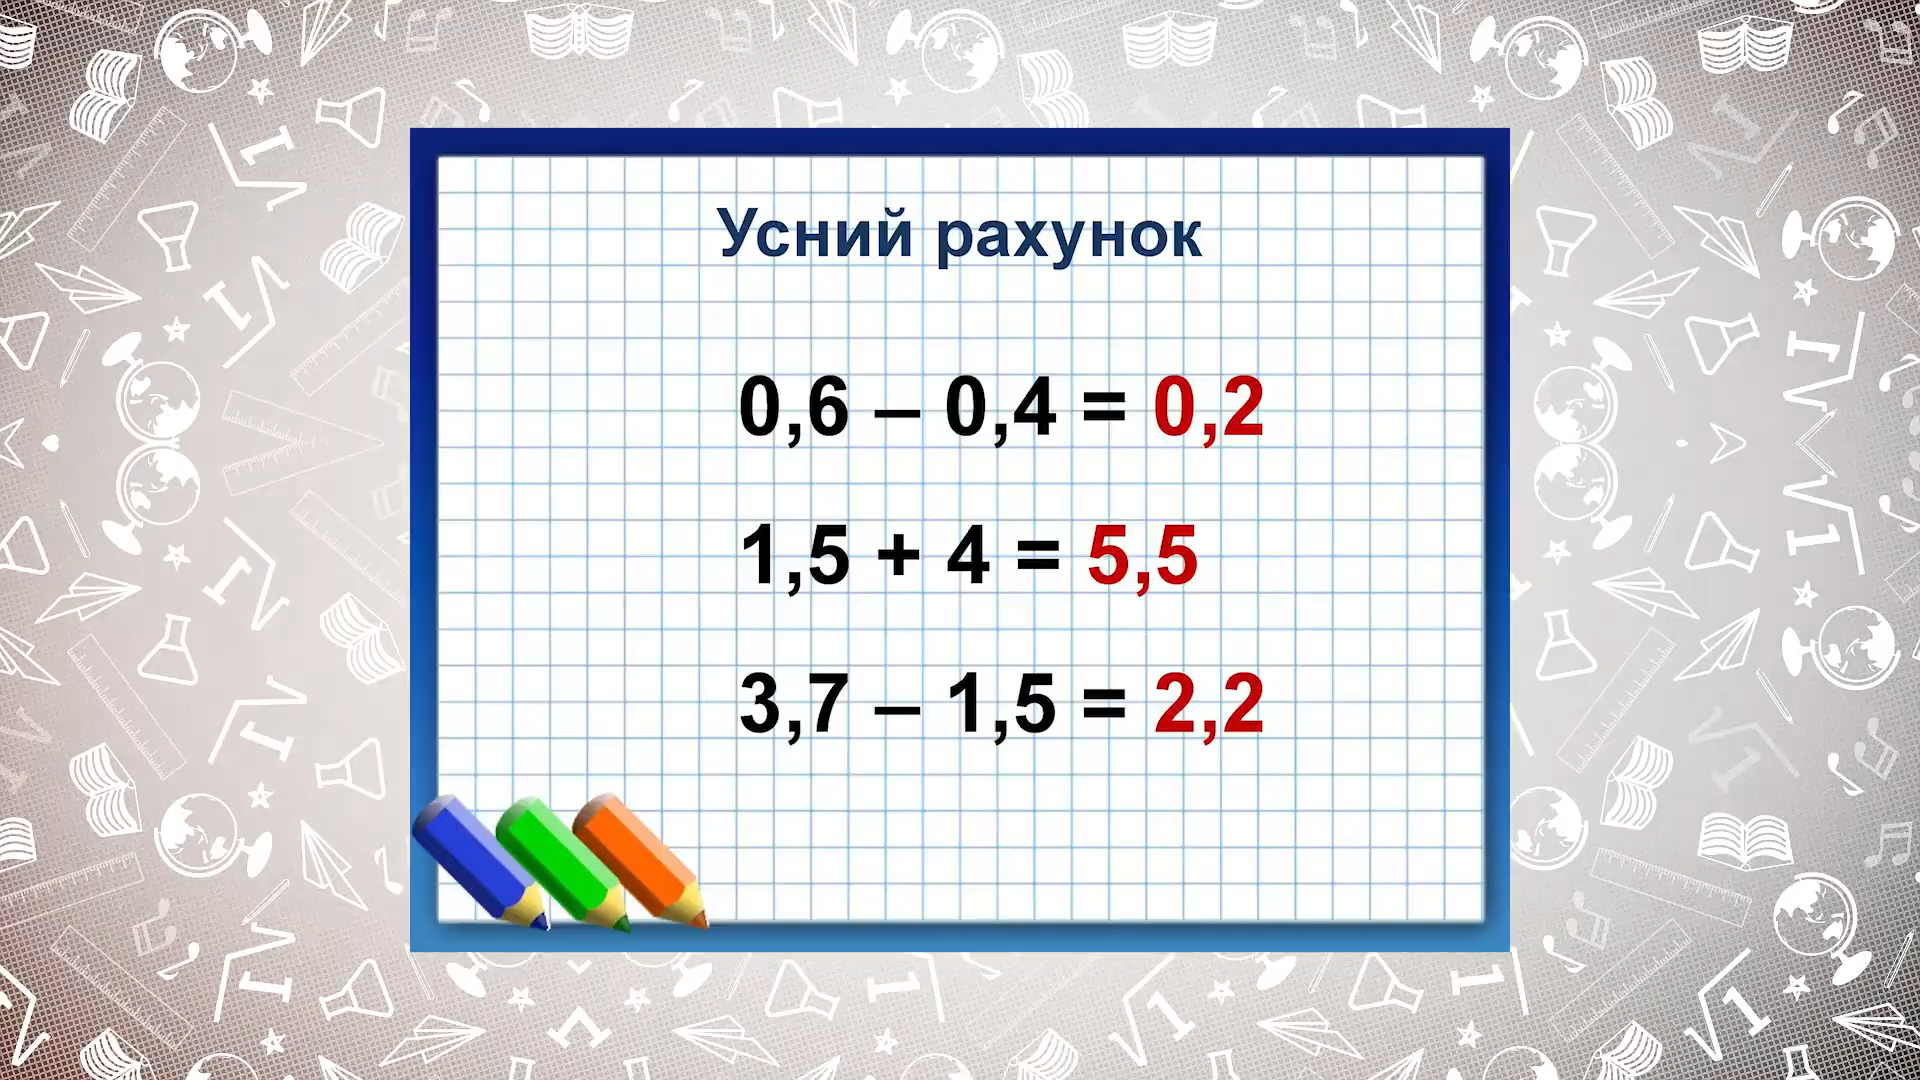 Усний рахунок
0,6 – 0,4 = 0,2
1,5 + 4 = 5,5
3,7 – 1,5 = 2,2